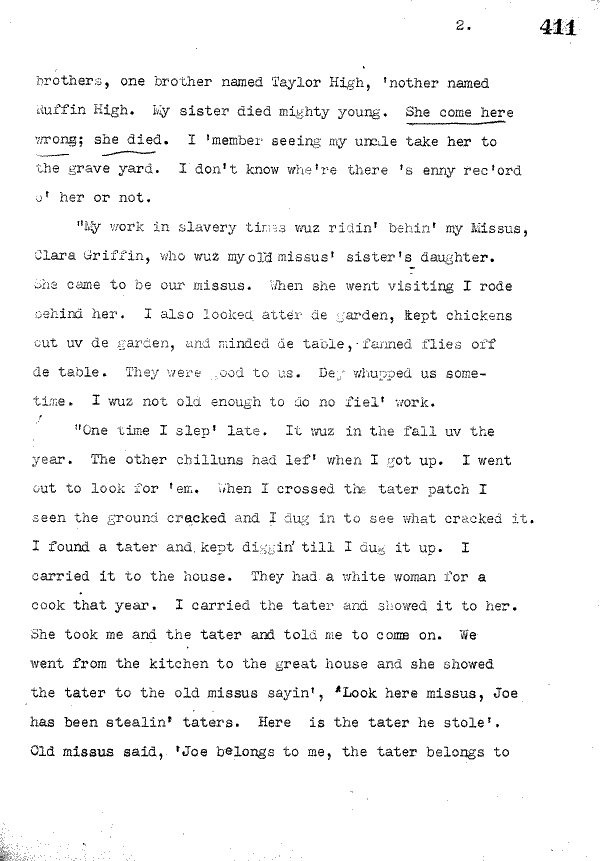 2. 411
brothers, one brother named Taylor High, 'nother named
Ruffin High. My sister died mighty young. She come here
wrong; she died. I 'member seeing my uncle take her to
the grave yard. I don't know whe're there 's enny rec'ord
o' her or not.
"My work in slavery times wuz ridin' behin' my Missus,
Clara Griffin, who wuz my old missus' sister's daughter.
She came to be our missus. When she went visiting I rode
behind her. I also looked atter de garden, kept chickens
out uv de garden, and minded de table, fanned flies off
de table. They were good to us. Dey whupped us some-
time. I wuz not old enough to do no fiel' work.
"One time I slep' late. It wuz in the fall uv the
year. The other chilluns had lef' when I got up. I went
out to look for 'em. When I crossed the tater patch I
seen the ground cracked and I dug in to see what cracked it.
I found a tater and kept diggin' till I dug it up. I
carried it to the house. They had a white woman for a
cook that year. I carried the tater and showed it to her.
She took me and the tater and told me to come on. We
went from the kitchen to the great house and she showed
the tater to the old missus sayin', 'Look here missus, Joe
has been stealin' taters. Here is the tater he stole'.
Old missus said, 'Joe belongs to me, the tater belongs to